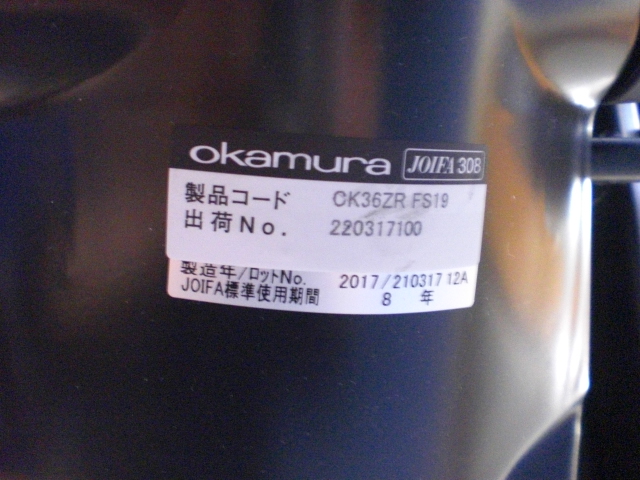 okamura JOIFA 308
製品コード CK36ZR FS19
出荷No. 220317100
製造年/ロットNo. 2017/210317 12A
JOIFA標準使用期間 8 年